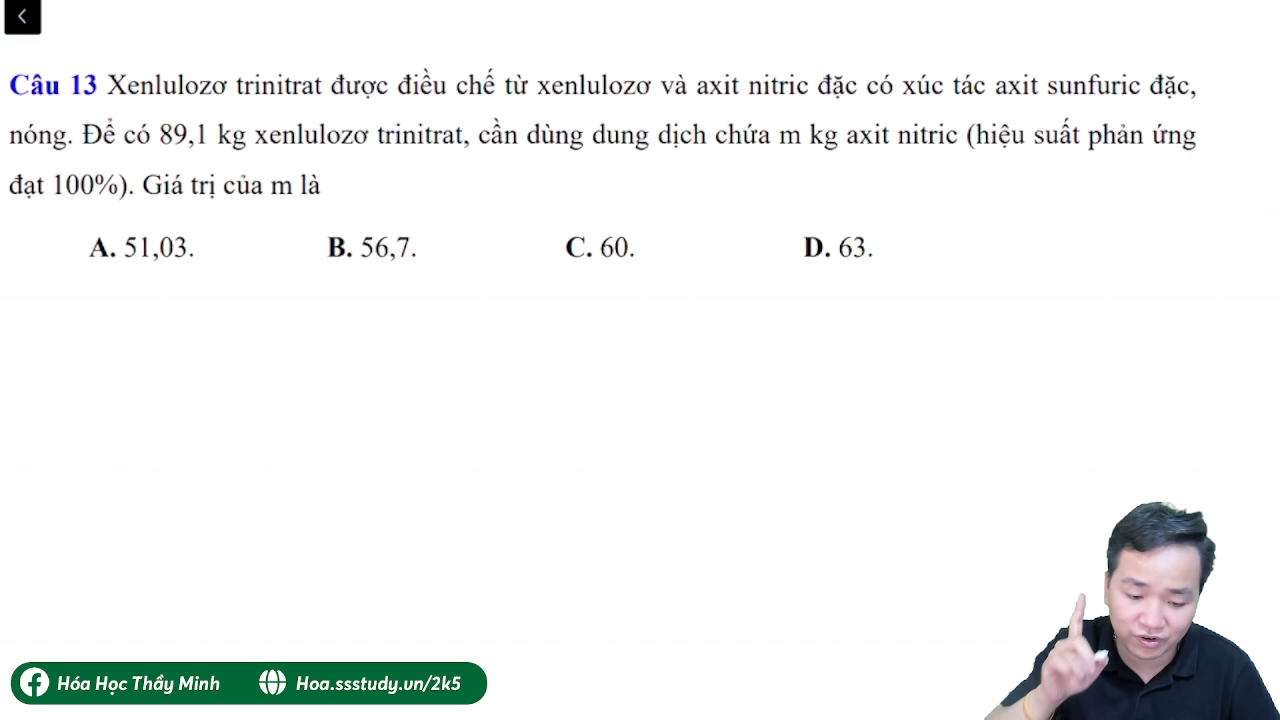 Câu 13 Xenlulozơ trinitrat được điều chế từ xenlulozơ và axit nitric đặc có xúc tác axit sunfuric đặc,
nóng. Để có 89,1 kg xenlulozơ trinitrat, cần dùng dung dịch chứa m kg axit nitric (hiệu suất phản ứng
đạt 100%). Giá trị của m là
A. 51,03. B. 56,7. C. 60. D. 63.
Hóa Học Thầy Minh Hoa.ssstudy.vn/2k5